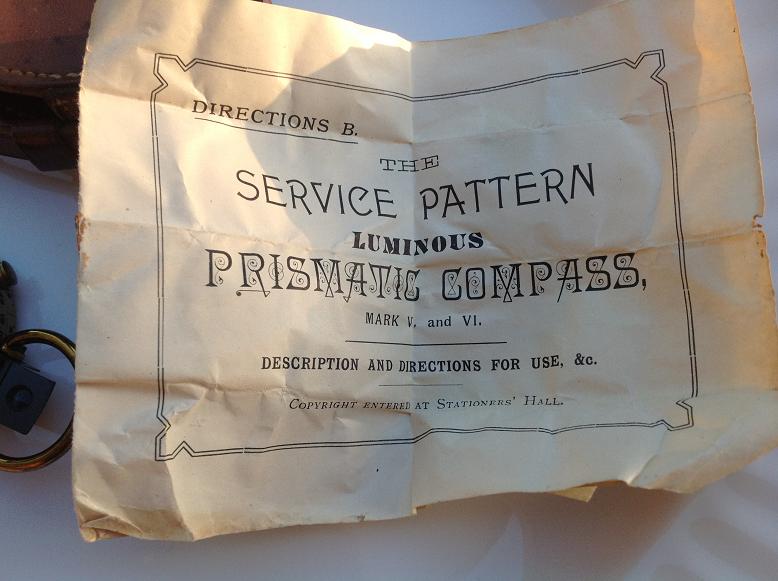 DIRECTIONS B.
THE
SERVICE PATTERN
LUMINOUS
PRISMATIC COMPASS,
MARK V. and VI.
DESCRIPTION AND DIRECTIONS FOR USE, &c.
COPYRIGHT ENTERED AT STATIONERS' HALL.